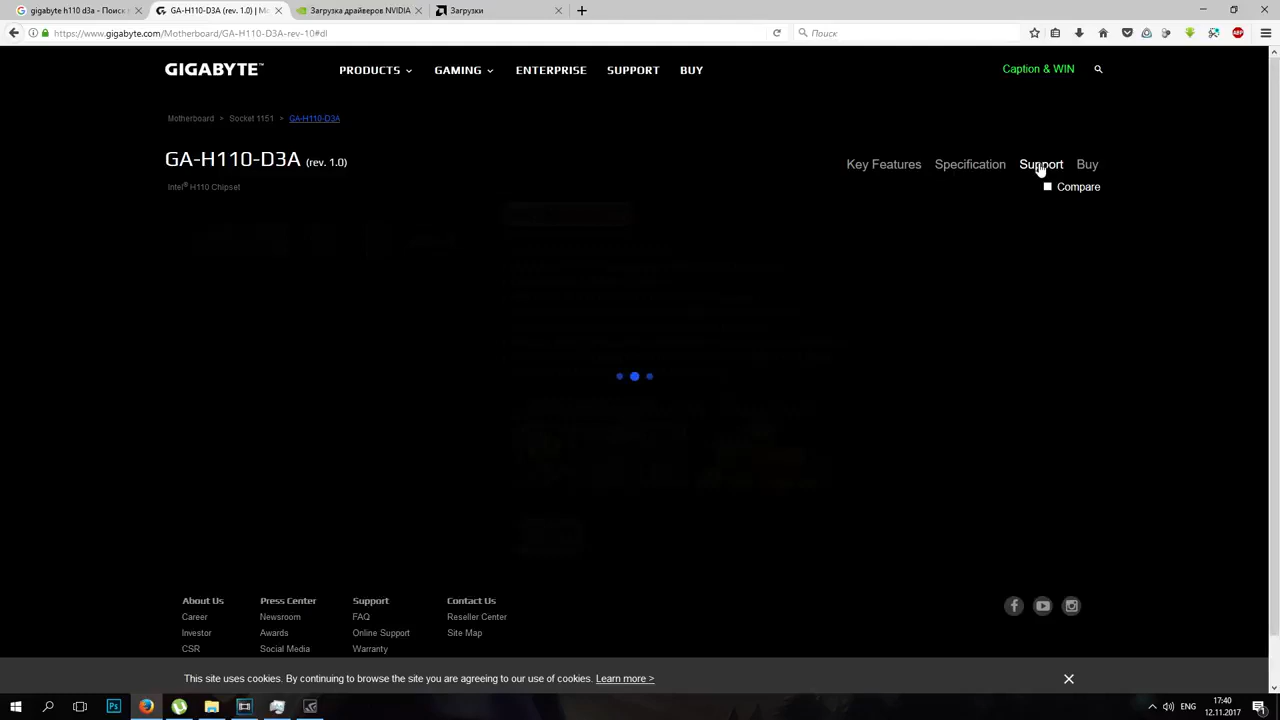 gigabyte h110 d3a - Поиск
GA-H110-D3A (rev. 1.0) | Mo
Загрузка драйверов NVIDIA
Загрузки
https://www.gigabyte.com/Motherboard/GA-H110-D3A-rev-10#dl
Поиск
ABP
GIGABYTE™
PRODUCTS
GAMING
ENTERPRISE
SUPPORT
BUY
Caption & WIN
Motherboard > Socket 1151 > GA-H110-D3A
GA-H110-D3A (rev. 1.0)
Key Features
Specification
Support
Buy
Intel® H110 Chipset
Compare
About Us
Press Center
Support
Contact Us
Career
Newsroom
FAQ
Reseller Center
Investor
Awards
Online Support
Site Map
CSR
Social Media
Warranty
This site uses cookies. By continuing to browse the site you are agreeing to our use of cookies. Learn more >
Ps
ENG
17:40
12.11.2017